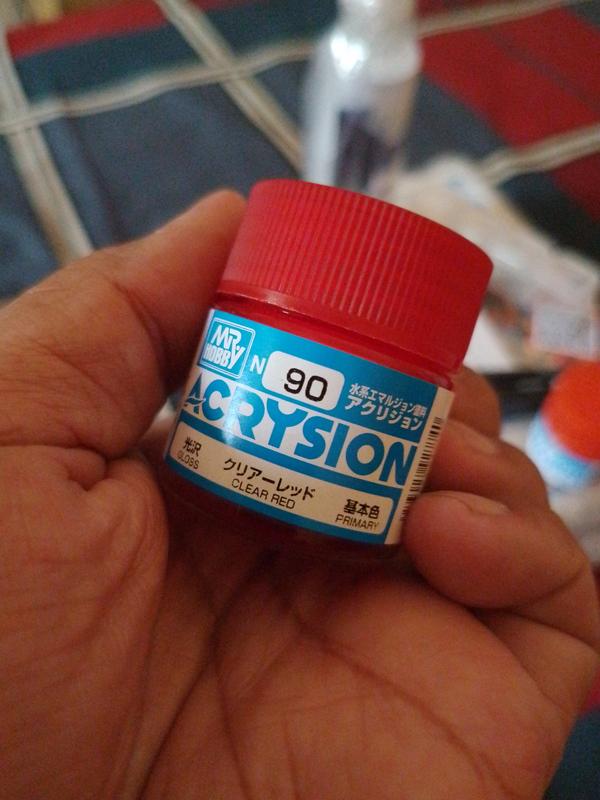 MR
HOBBY
N 90
水系エマルジョン塗料
アクリジョン
ACRYSION
光沢
GLOSS
クリアーレッド
CLEAR RED
基本色
PRIMARY